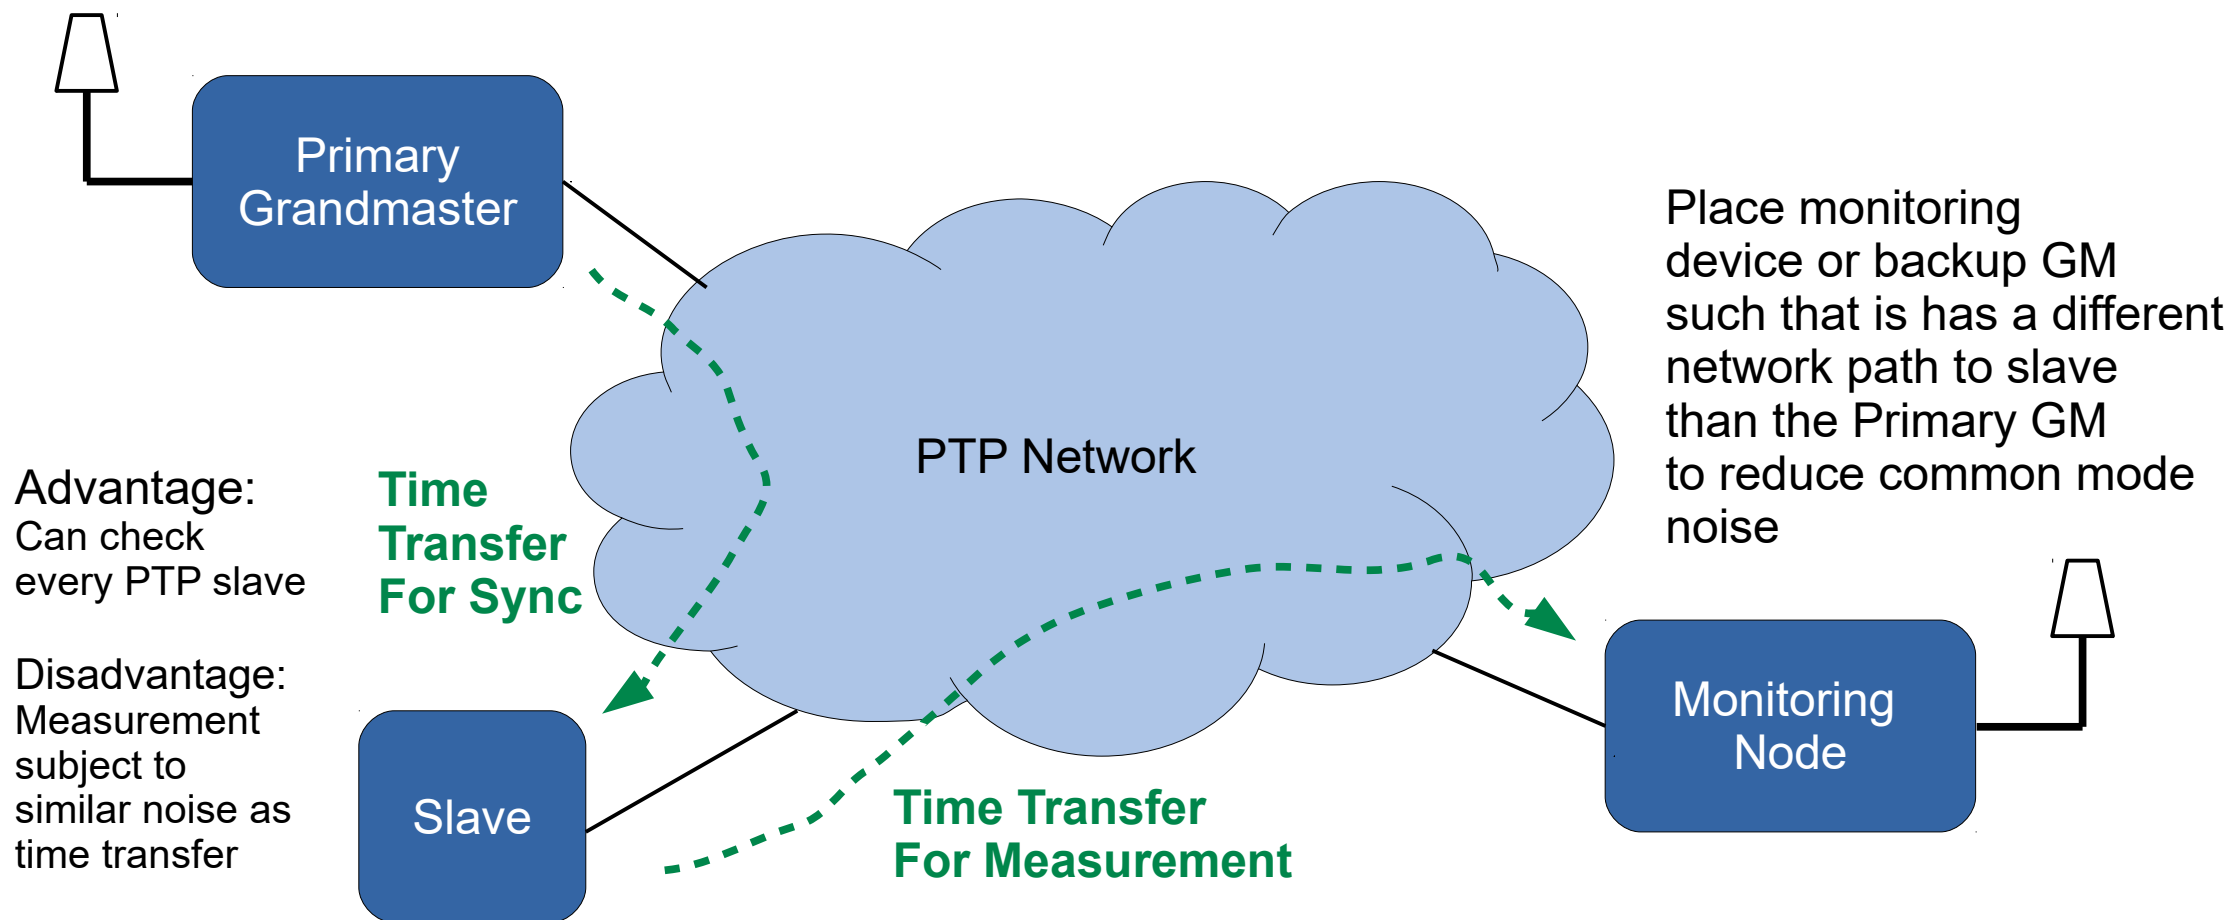 Primary
Grandmaster
Place monitoring
device or backup GM
such that is has a different
network path to slave
than the Primary GM
to reduce common mode
noise
PTP Network
Advantage:
Can check
every PTP slave
Time
Transfer
For Sync
Disadvantage:
Measurement
subject to
similar noise as
time transfer
Slave
Time Transfer
For Measurement
Monitoring
Node